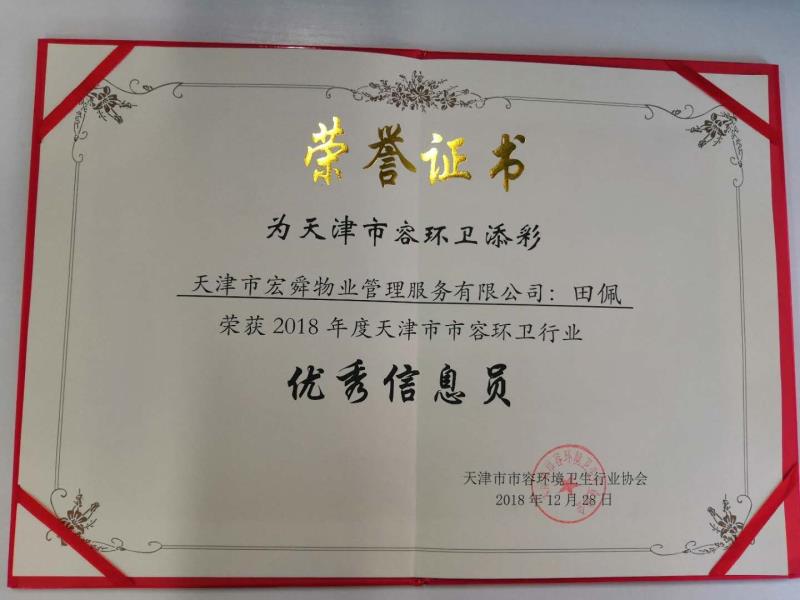 荣誉证书
为天津市容环卫添彩
天津市宏舜物业管理服务有限公司：田佩
荣获2018年度天津市市容环卫行业
优秀信息员
天津市市容环境卫生行业协会
2018年12月28日